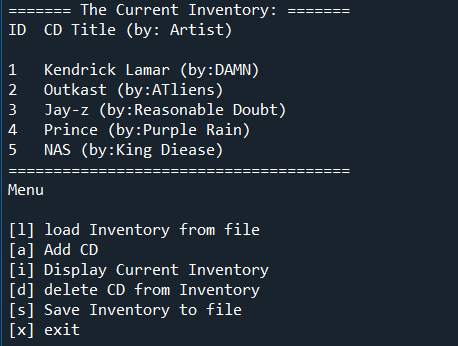 ======= The Current Inventory: =======
ID  CD Title (by: Artist)
1   Kendrick Lamar (by:DAMN)
2   Outkast (by:ATliens)
3   Jay-z (by:Reasonable Doubt)
4   Prince (by:Purple Rain)
5   NAS (by:King Diease)
======================================
Menu
[l] load Inventory from file
[a] Add CD
[i] Display Current Inventory
[d] delete CD from Inventory
[s] Save Inventory to file
[x] exit